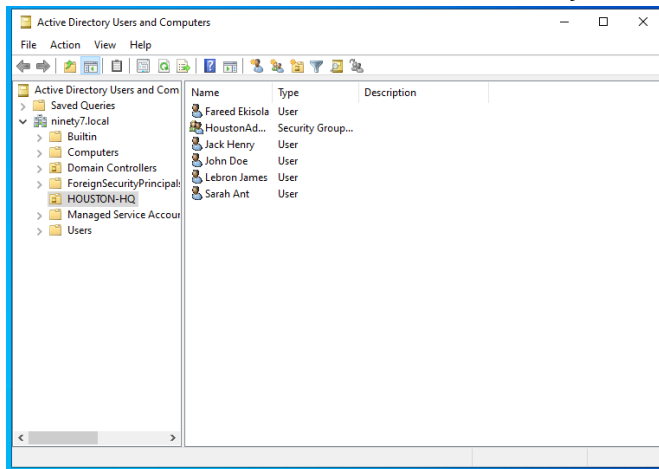 Active Directory Users and Computers
File Action View Help
Active Directory Users and Com
Saved Queries
ninety7.local
Builtin
Computers
Domain Controllers
ForeignSecurityPrincipals
HOUSTON-HQ
Managed Service Accour
Users
Name Type Description
Fareed Ekisola User
HoustonAd... Security Group...
Jack Henry User
John Doe User
Lebron James User
Sarah Ant User